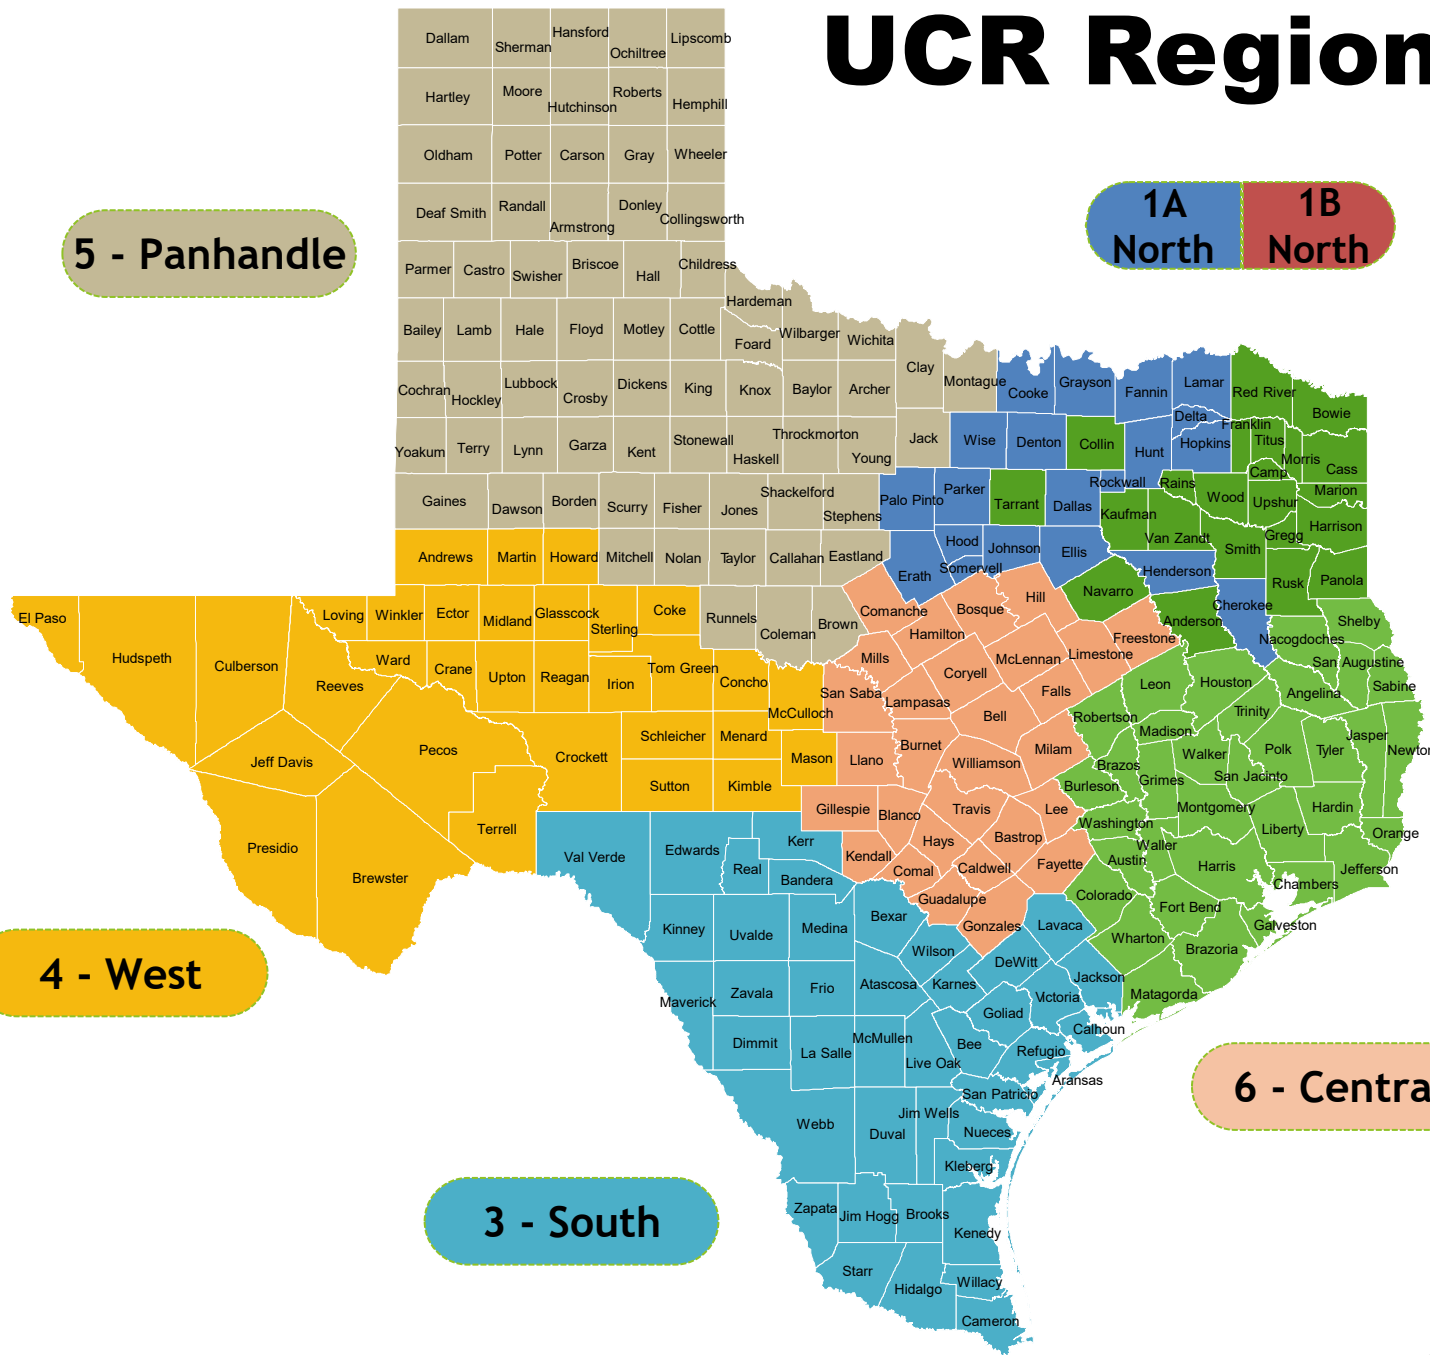 UCR Region
1A
North
1B
North
5 - Panhandle
4 - West
3 - South
6 - Centra
Dallam
Sherman
Hansford
Ochiltree
Lipscomb
Hartley
Moore
Hutchinson
Roberts
Hemphill
Oldham
Potter
Carson
Gray
Wheeler
Deaf Smith
Randall
Armstrong
Donley
Collingsworth
Parmer
Castro
Swisher
Briscoe
Hall
Childress
Hardeman
Bailey
Lamb
Hale
Floyd
Motley
Cottle
Foard
Wilbarger
Wichita
Clay
Montague
Cooke
Grayson
Fannin
Lamar
Red River
Bowie
Cochran
Hockley
Lubbock
Crosby
Dickens
King
Knox
Baylor
Archer
Delta
Franklin
Titus
Morris
Cass
Yoakum
Terry
Lynn
Garza
Kent
Stonewall
Haskell
Throckmorton
Young
Jack
Wise
Denton
Collin
Hunt
Hopkins
Camp
Marion
Gaines
Dawson
Borden
Scurry
Fisher
Jones
Shackelford
Stephens
Palo Pinto
Parker
Tarrant
Dallas
Rockwall
Rains
Wood
Upshur
Harrison
Kaufman
Van Zandt
Smith
Gregg
Andrews
Martin
Howard
Mitchell
Nolan
Taylor
Callahan
Eastland
Erath
Hood
Somervell
Johnson
Ellis
Henderson
Rusk
Panola
Navarro
Cherokee
Anderson
El Paso
Hudspeth
Culberson
Reeves
Loving
Winkler
Ector
Midland
Glasscock
Sterling
Coke
Runnels
Coleman
Brown
Comanche
Hamilton
Bosque
Hill
Freestone
Limestone
Nacogdoches
Shelby
San Augustine
Sabine
Ward
Crane
Upton
Reagan
Irion
Tom Green
Concho
McCulloch
Mills
San Saba
Lampasas
Coryell
McLennan
Falls
Bell
Leon
Houston
Angelina
Trinity
Robertson
Madison
Walker
Polk
Tyler
Jasper
Newton
Jeff Davis
Pecos
Crockett
Schleicher
Menard
Mason
Llano
Burnet
Williamson
Milam
Brazos
Grimes
San Jacinto
Burleson
Montgomery
Hardin
Sutton
Kimble
Gillespie
Blanco
Travis
Lee
Washington
Liberty
Orange
Presidio
Brewster
Terrell
Val Verde
Edwards
Real
Kerr
Bandera
Kendall
Hays
Comal
Bastrop
Caldwell
Fayette
Austin
Waller
Harris
Chambers
Jefferson
Guadalupe
Gonzales
Colorado
Fort Bend
Galveston
Kinney
Uvalde
Medina
Bexar
Wilson
Lavaca
Wharton
Brazoria
DeWitt
Jackson
Matagorda
Maverick
Zavala
Frio
Atascosa
Karnes
Goliad
Victoria
Calhoun
Dimmit
La Salle
McMullen
Live Oak
Bee
Refugio
Aransas
San Patricio
Webb
Duval
Jim Wells
Nueces
Kleberg
Zapata
Jim Hogg
Brooks
Kenedy
Starr
Hidalgo
Willacy
Cameron